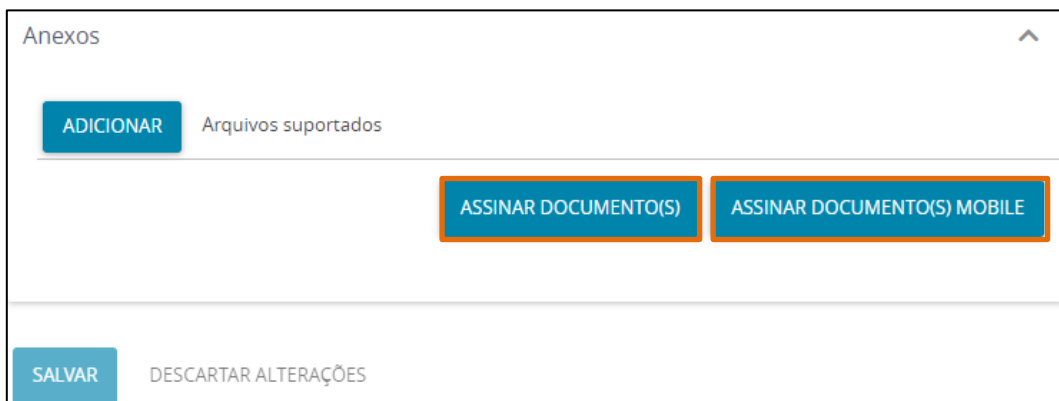 Anexos
ADICIONAR Arquivos suportados
ASSINAR DOCUMENTO(S) ASSINAR DOCUMENTO(S) MOBILE
SALVAR DESCARTAR ALTERAÇÕES